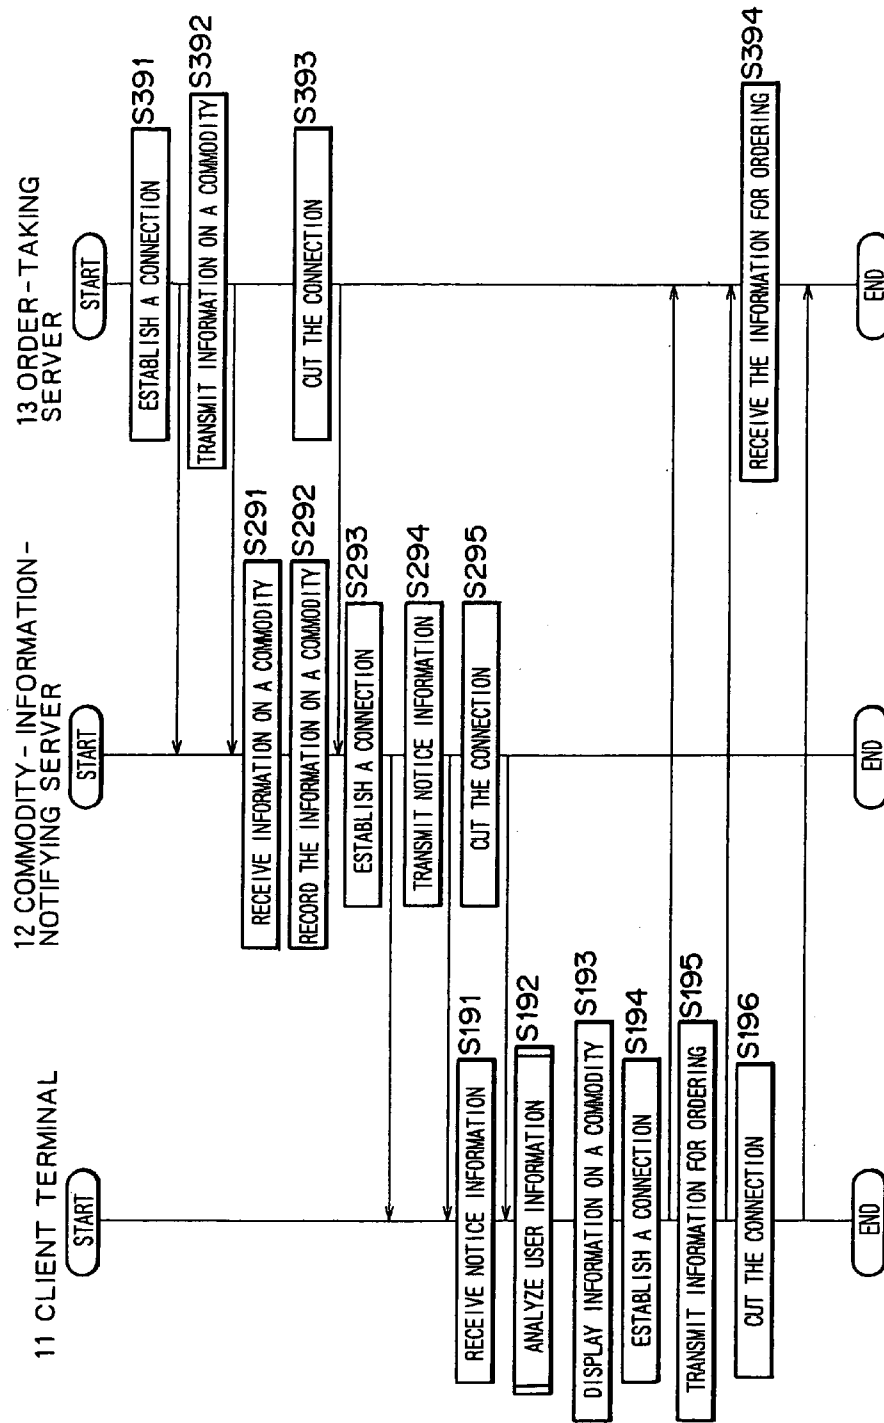 11 CLIENT TERMINAL
START
RECEIVE NOTICE INFORMATION
S191
ANALYZE USER INFORMATION
S192
DISPLAY INFORMATION ON A COMMODITY
S193
ESTABLISH A CONNECTION
S194
TRANSMIT INFORMATION FOR ORDERING
S195
CUT THE CONNECTION
S196
END
12 COMMODITY-INFORMATION-
NOTIFYING SERVER
START
RECEIVE INFORMATION ON A COMMODITY
S291
RECORD THE INFORMATION ON A COMMODITY
S292
ESTABLISH A CONNECTION
S293
TRANSMIT NOTICE INFORMATION
S294
CUT THE CONNECTION
S295
END
13 ORDER-TAKING
SERVER
START
ESTABLISH A CONNECTION
S391
TRANSMIT INFORMATION ON A COMMODITY
S392
CUT THE CONNECTION
S393
RECEIVE THE INFORMATION FOR ORDERING
S394
END